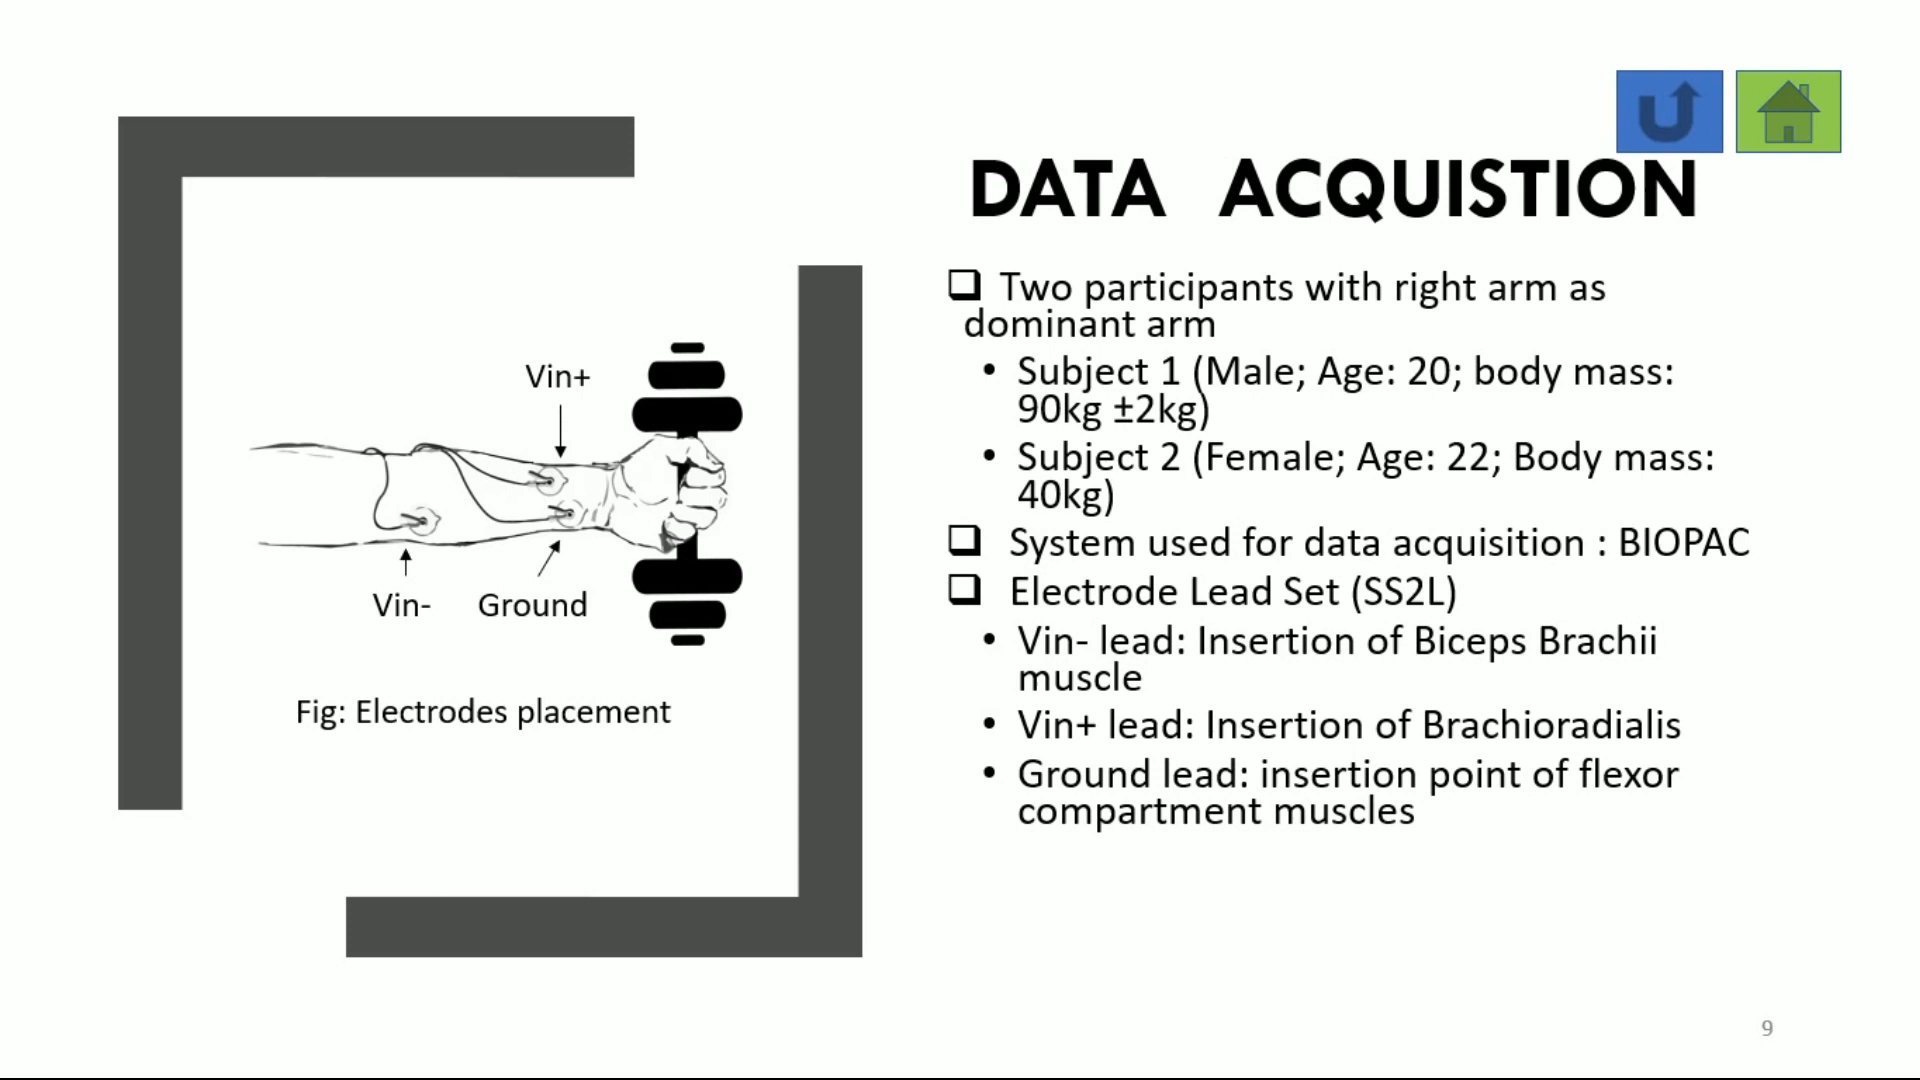 DATA ACQUISTION
Two participants with right arm as
dominant arm
• Subject 1 (Male; Age: 20; body mass:
90kg ±2kg)
• Subject 2 (Female; Age: 22; Body mass:
40kg)
System used for data acquisition : BIOPAC
Electrode Lead Set (SS2L)
• Vin- lead: Insertion of Biceps Brachii
muscle
• Vin+ lead: Insertion of Brachioradialis
• Ground lead: insertion point of flexor
compartment muscles
Vin+
Vin-
Ground
Fig: Electrodes placement
9